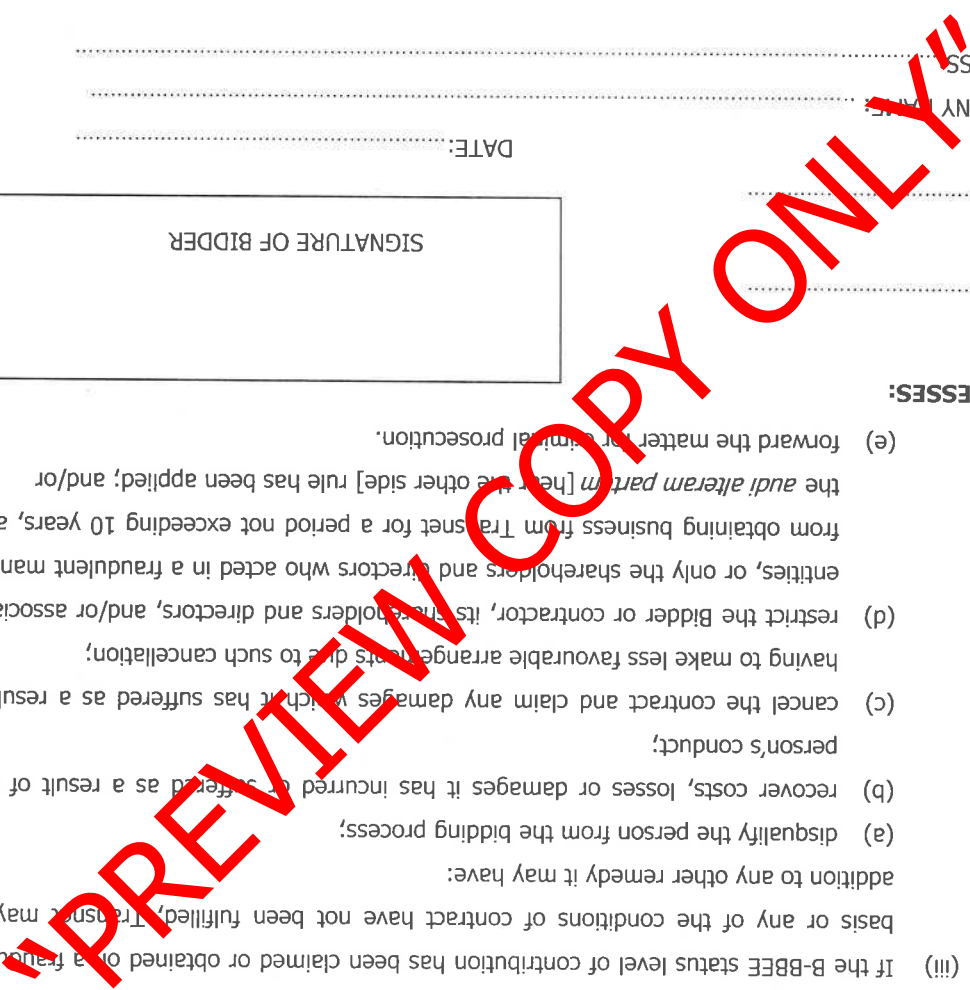 (iii) If the B-BBEE status level of contribution has been claimed or obtained on a
basis or any of the conditions of contract have not been fulfilled, Transnet may
addition to any other remedy it may have:
(a) disqualify the person from the bidding process;
(b) recover costs, losses or damages it has incurred or suffered as a result of
person's conduct;
(c) cancel the contract and claim any damages which it has suffered as a resul
having to make less favourable arrangements due to such cancellation;
(d) restrict the Bidder or contractor, its shareholders and directors, and/or associa
entities, or only the shareholders and directors who acted in a fraudulent man
from obtaining business from Transnet for a period not exceeding 10 years, a
the audi alteram partem [hear the other side] rule has been applied; and/or
(e) forward the matter for criminal prosecution.
ESSES:
SIGNATURE OF BIDDER
DATE:
NY NAME:
SS
"PREVIEW COPY ONLY"